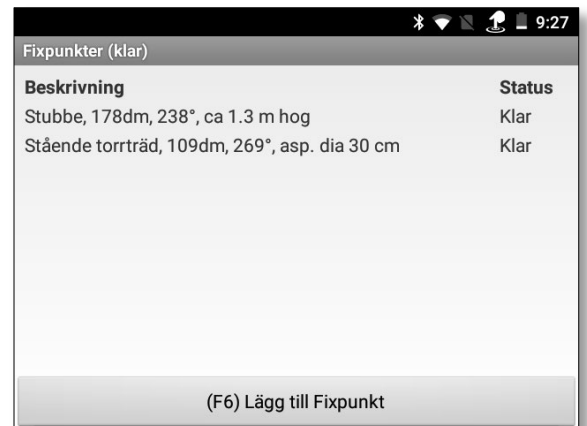 9:27
Fixpunkter (klar)
Beskrivning Status
Stubbe, 178dm, 238°, ca 1.3 m hog Klar
Stående torrträd, 109dm, 269°, asp. dia 30 cm Klar
(F6) Lägg till Fixpunkt